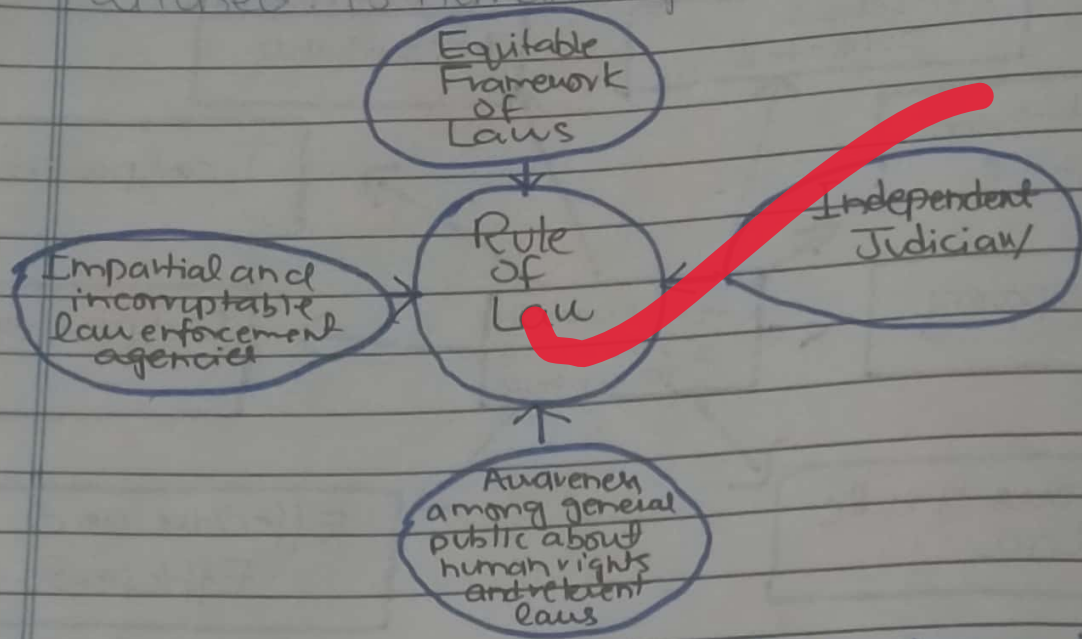 Equitable
Framework
of
Laws
Rule
of
Law
Independent
Judiciary
Impartial and
incorruptable
law enforcement
agencies
Awareness
among general
public about
human rights
and relevent
laws